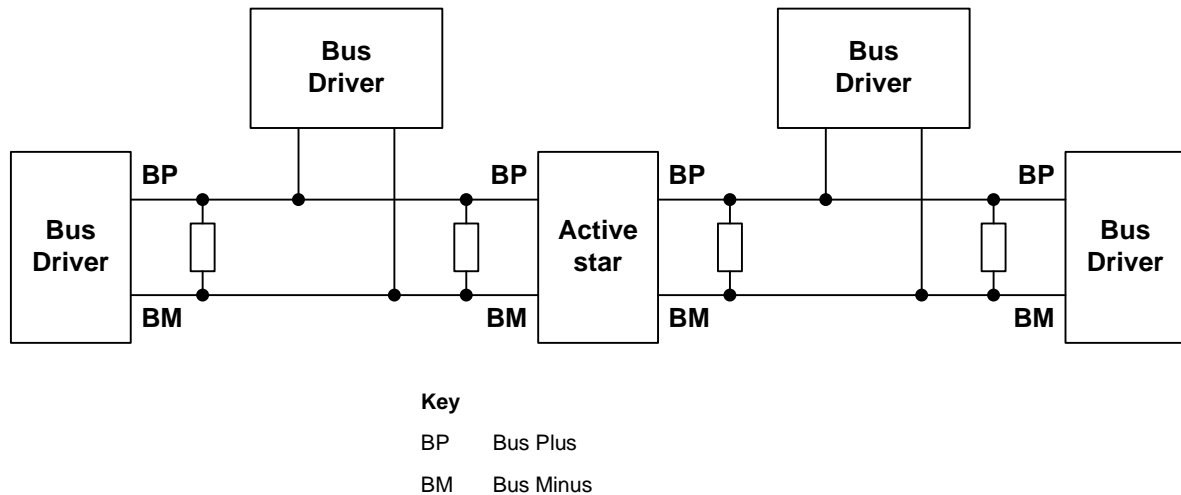 Bus
Driver
Bus
Driver
BP
BP
BP
BP
Bus
Driver
Active
star
Bus
Driver
BM
BM
BM
BM
Key
BP Bus Plus
BM Bus Minus